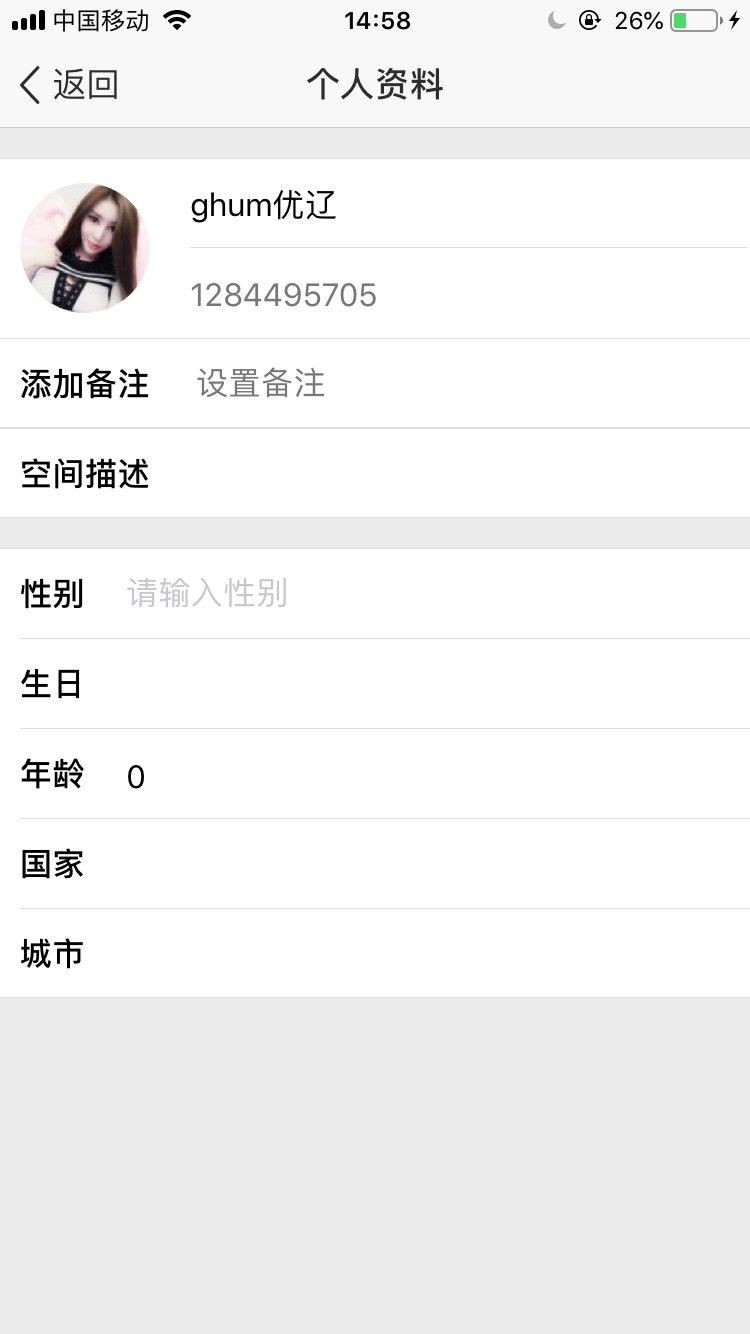 中国移动 14:58 26%
返回 个人资料
ghum优辽
1284495705
添加备注 设置备注
空间描述
性别 请输入性别
生日
年龄 0
国家
城市